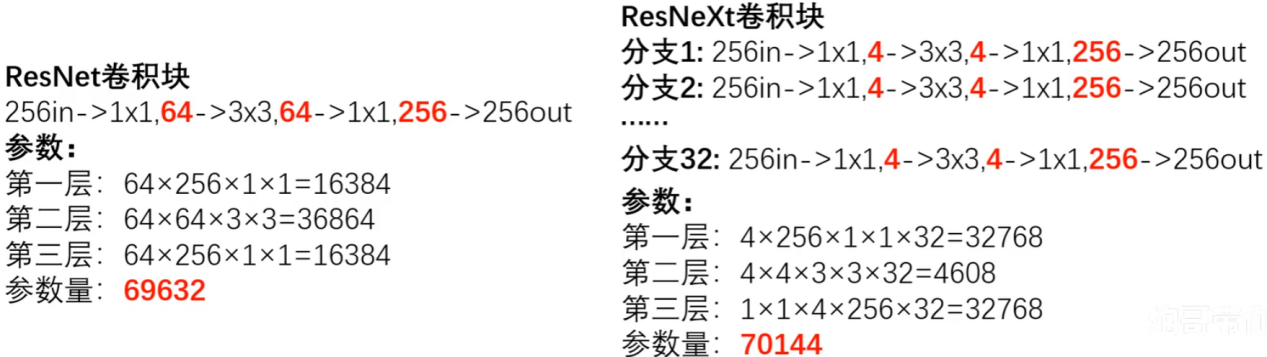 ResNet卷积块
256in->1x1,64->3x3,64->1x1,256->256out
参数：
第一层：64×256×1×1=16384
第二层：64×64×3×3=36864
第三层：64×256×1×1=16384
参数量：69632
ResNeXt卷积块
分支1: 256in->1x1,4->3x3,4->1x1,256->256out
分支2: 256in->1x1,4->3x3,4->1x1,256->256out
......
分支32: 256in->1x1,4->3x3,4->1x1,256->256out
参数：
第一层：4×256×1×1×32=32768
第二层：4×4×3×3×32=4608
第三层：1×1×4×256×32=32768
参数量：70144